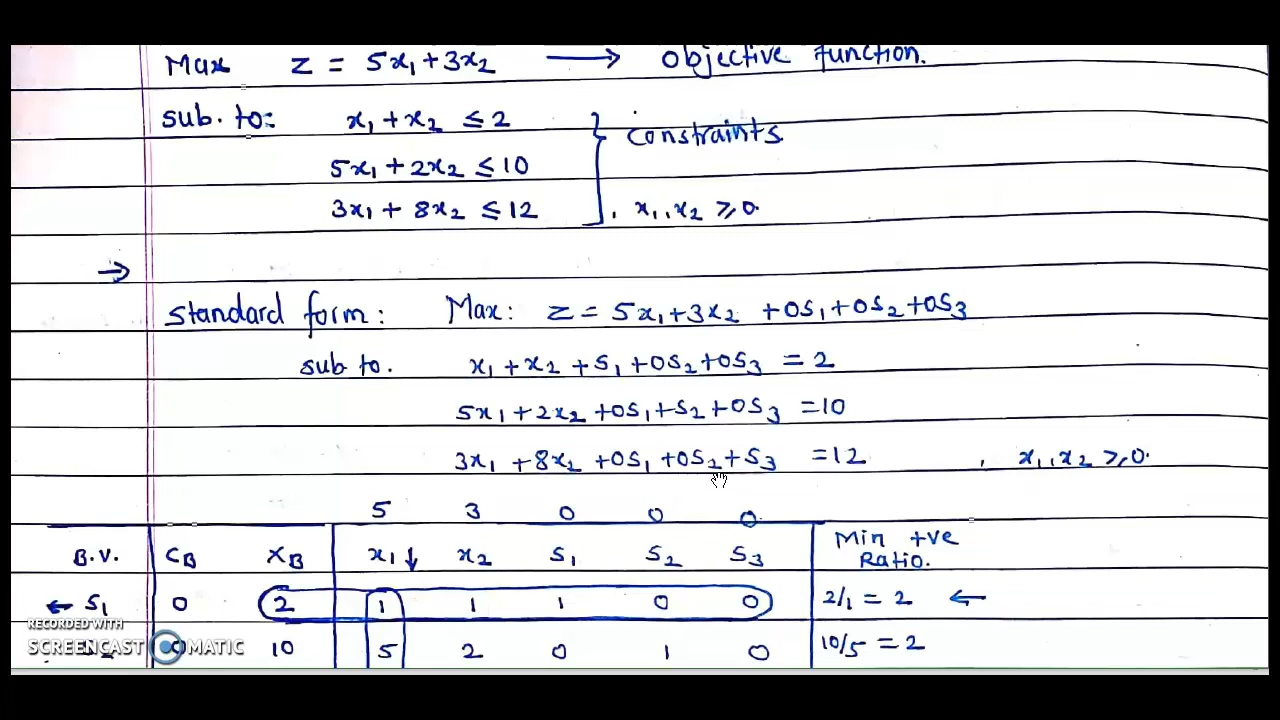 Max z = 5x₁+3x₂ → objective function.
sub. to: x₁+x₂ ≤ 2 } constraints
5x₁+2x₂ ≤ 10
3x₁+ 8x₂ ≤ 12 , x₁,x₂ ≥0.
→
Standard form: Max: z = 5x₁+3x₂ +0s₁+0s₂+0s₃
sub to. x₁+x₂+s₁+0s₂+0s₃ = 2
5x₁+2x₂+0s₁+s₂+0s₃ =10
3x₁+8x₂+0s₁+0s₂+s₃ =12 , x₁,x₂ ≥0.
5 3 0 0 0
B.V. CB XB x₁↓ x₂ s₁ s₂ s₃ Min +ve Ratio.
← s₁ 0 2 1 1 1 0 0 2/1 = 2 ←
10 5 2 0 1 0 10/5 = 2
RECORDED WITH
SCREENCAST MATIC